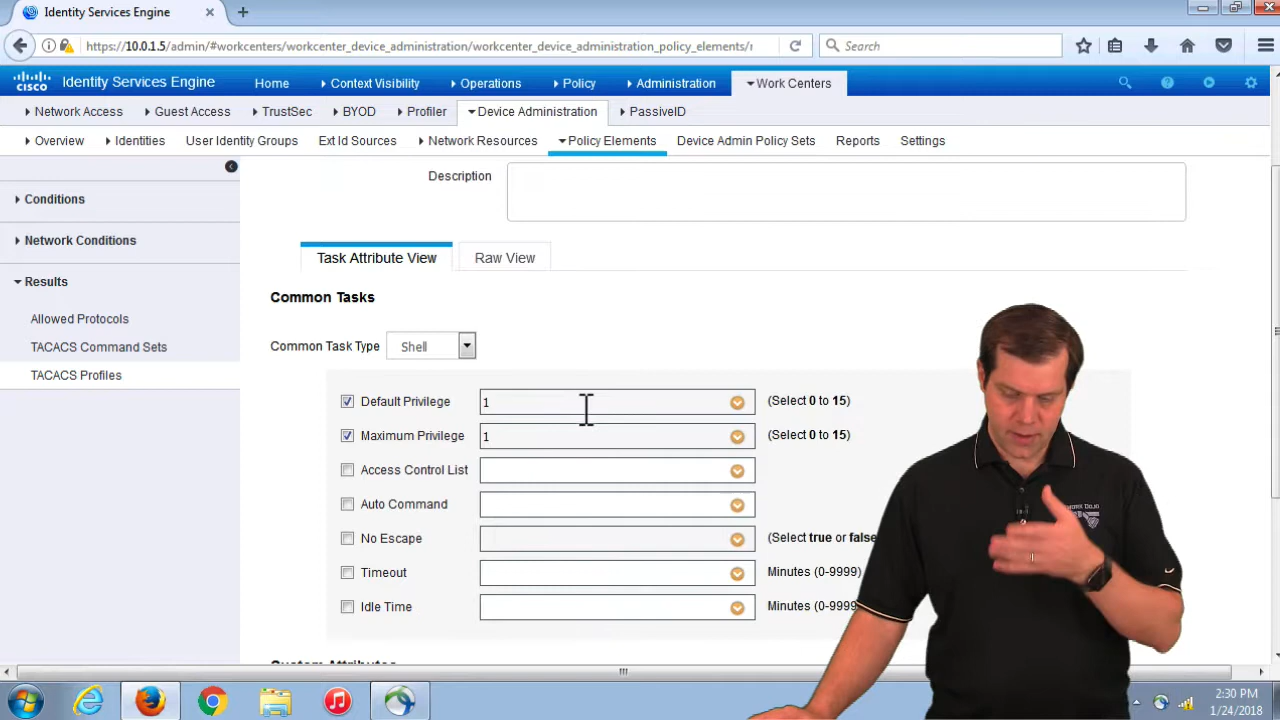 Identity Services Engine
https://10.0.1.5/admin/#workcenters/workcenter_device_administration/workcenter_device_administration_policy_elements/r
Search
CISCO Identity Services Engine Home Context Visibility Operations Policy Administration Work Centers
Network Access Guest Access TrustSec BYOD Profiler Device Administration PassiveID
Overview Identities User Identity Groups Ext Id Sources Network Resources Policy Elements Device Admin Policy Sets Reports Settings
Conditions
Network Conditions
Results
Allowed Protocols
TACACS Command Sets
TACACS Profiles
Description
Task Attribute View Raw View
Common Tasks
Common Task Type Shell
Default Privilege 1 (Select 0 to 15)
Maximum Privilege 1 (Select 0 to 15)
Access Control List
Auto Command
No Escape (Select true or false
Timeout Minutes (0-9999)
Idle Time Minutes (0-9999
Custom Attributes
2:30 PM
1/24/2018